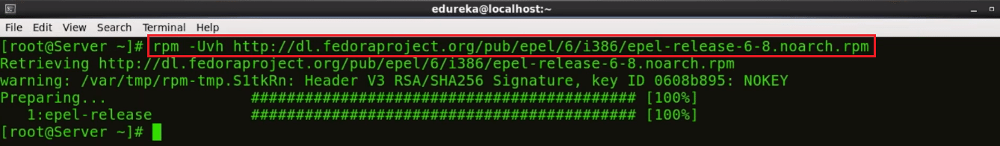 edureka@localhost:~
File Edit View Search Terminal Help
[root@Server ~]# rpm -Uvh http://dl.fedoraproject.org/pub/epel/6/i386/epel-release-6-8.noarch.rpm
Retrieving http://dl.fedoraproject.org/pub/epel/6/i386/epel-release-6-8.noarch.rpm
warning: /var/tmp/rpm-tmp.S1tkRn: Header V3 RSA/SHA256 Signature, key ID 0608b895: NOKEY
Preparing... ########################################### [100%]
1:epel-release ########################################### [100%]
[root@Server ~]#